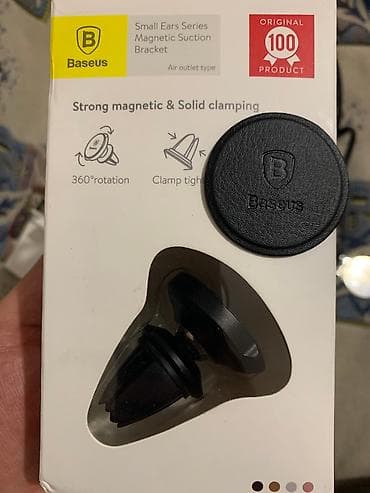 Baseus
Small Ears Series
Magnetic Suction
Bracket
Air outlet type
ORIGINAL
100
PRODUCT
Strong magnetic & Solid clamping
360°rotation
Clamp tigh
Baseus